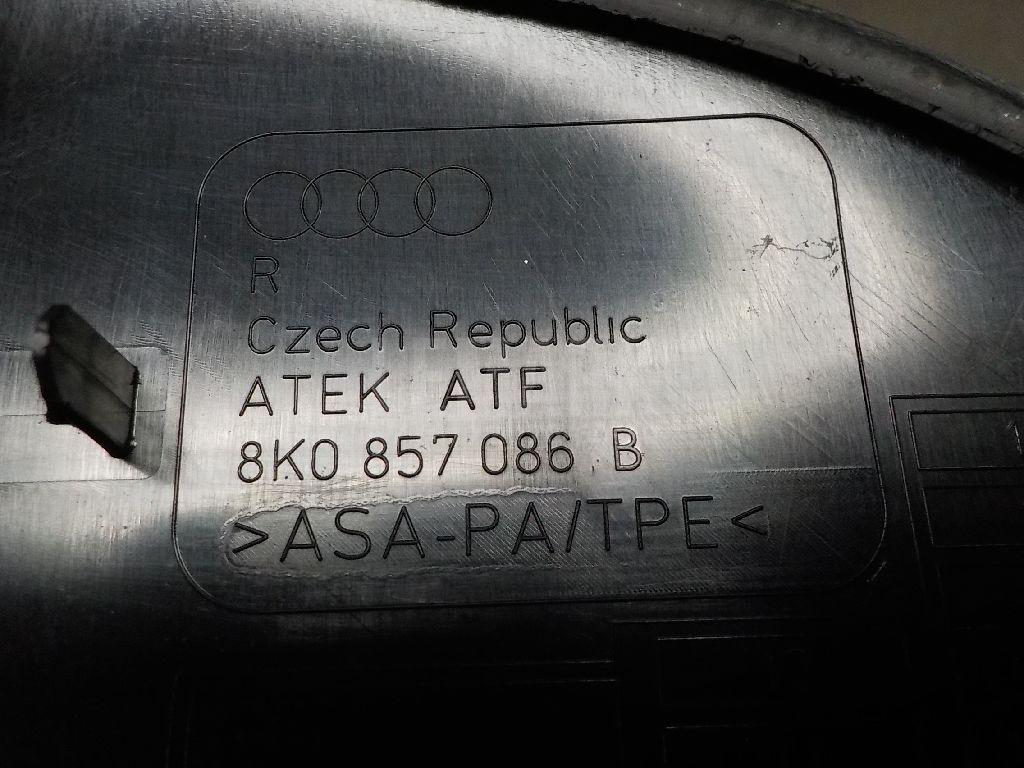 R
Czech Republic
ATEK ATF
8K0 857 086 B
>ASA-PA/TPE<